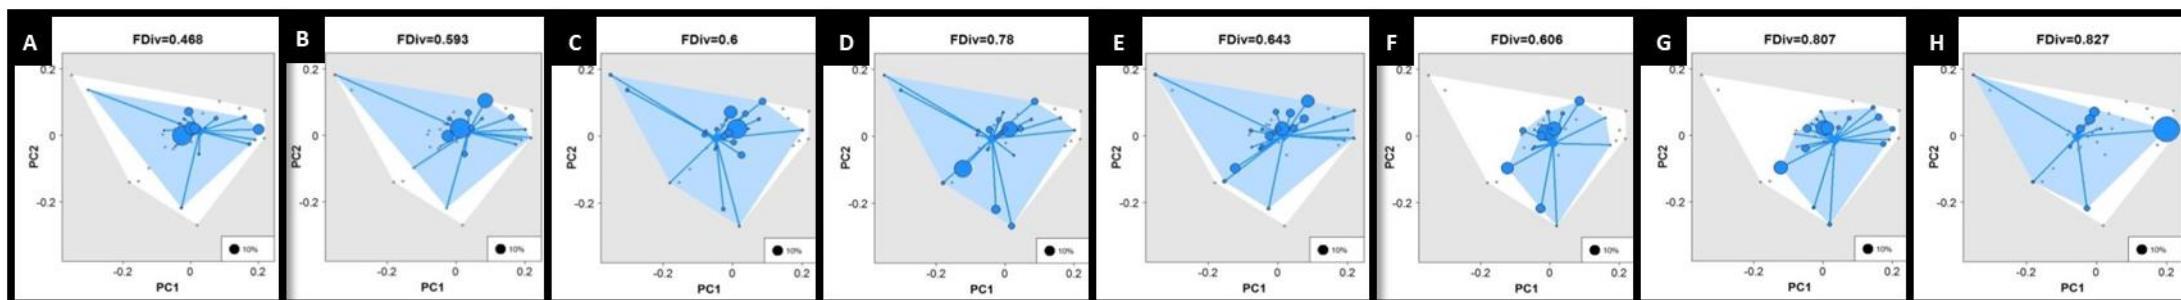 A
FDiv=0.468
0.2
0
-0.2
PC2
10%
-0.2
0
0.2
PC1
B
FDiv=0.593
0.2
0
-0.2
PC2
10%
-0.2
0
PC1
C
FDiv=0.6
0.2
0
-0.2
PC2
10%
-0.2
0
0.2
PC1
D
FDiv=0.78
0.2
0
-0.2
PC2
10%
-0.2
0
0.2
PC1
E
FDiv=0.643
0.2
0
-0.2
PC2
10%
-0.2
0
0.2
PC1
F
FDiv=0.606
0.2
0
-0.2
PC2
10%
-0.2
0
0.2
PC1
G
FDiv=0.807
0.2
0
-0.2
PC2
10%
-0.2
0
0.2
PC1
H
FDiv=0.827
0.2
0
-0.2
PC2
10%
-0.2
0
0.2
PC1